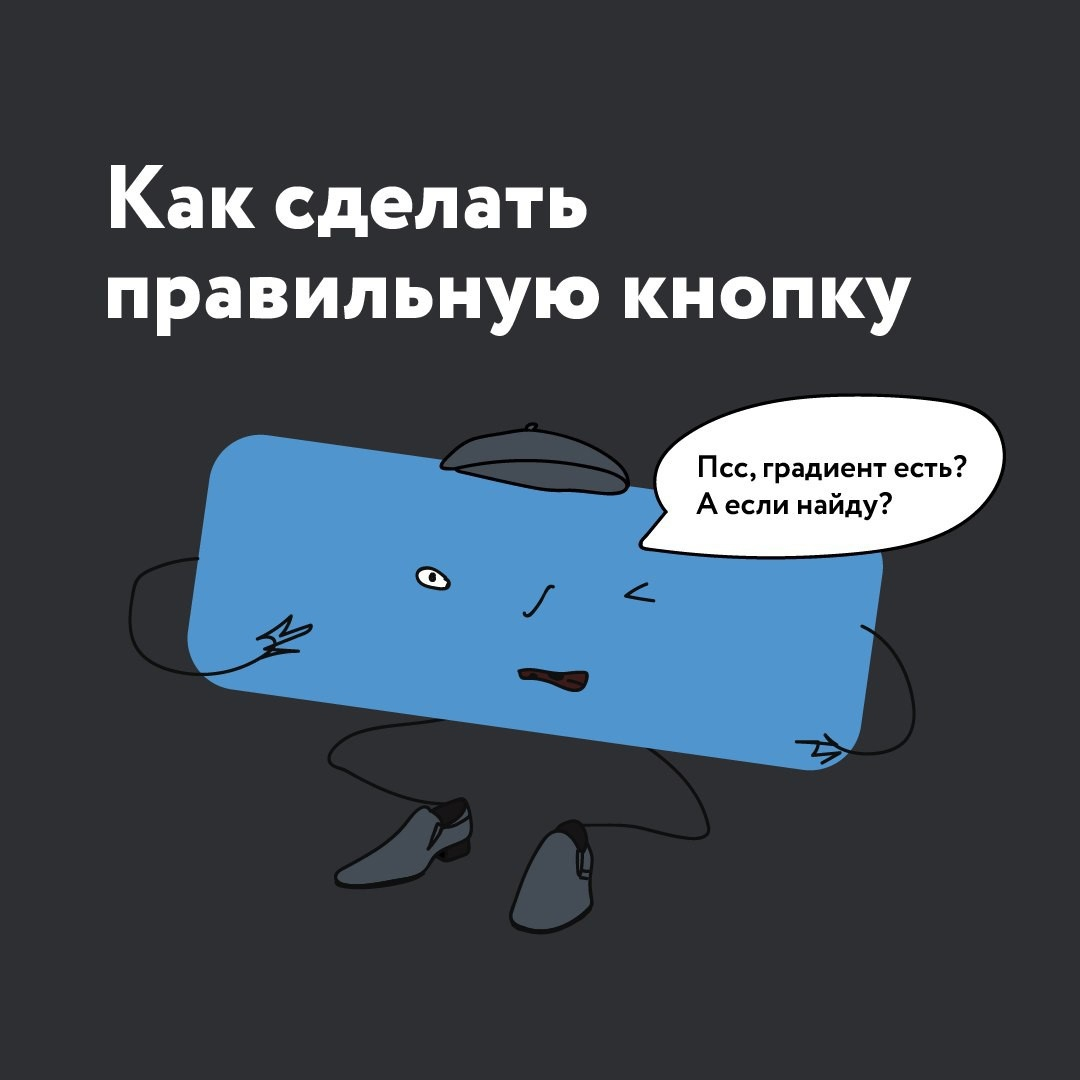 Как сделать
правильную кнопку
Псс, градиент есть?
А если найду?